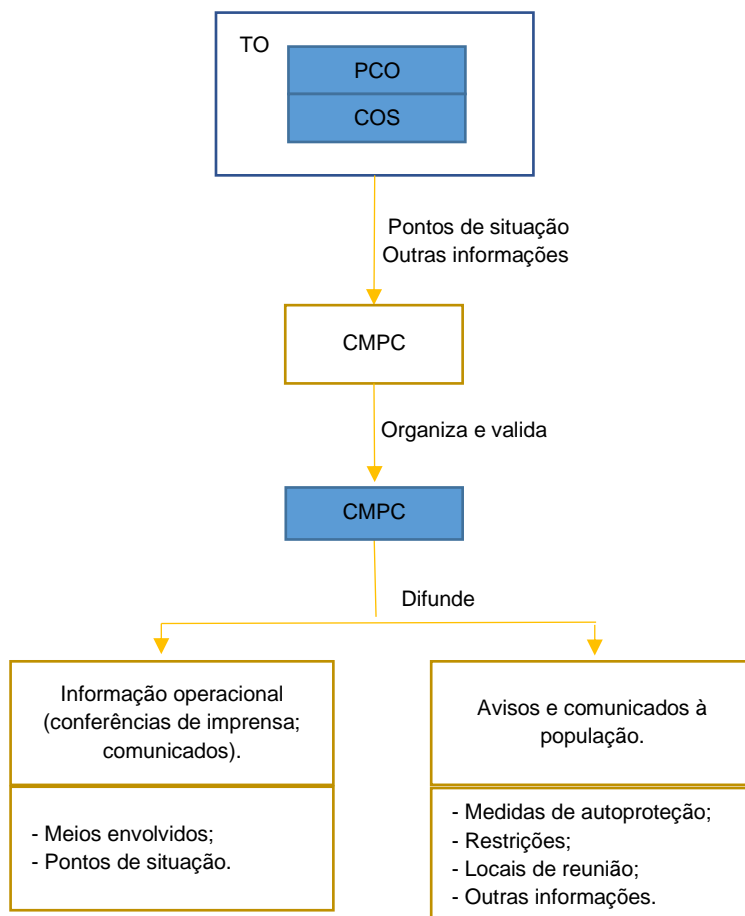 TO
PCO
COS
Pontos de situação
Outras informações
CMPC
Organiza e valida
CMPC
Difunde
Informação operacional
(conferências de imprensa;
comunicados).
- Meios envolvidos;
- Pontos de situação.
Avisos e comunicados à
população.
- Medidas de autoproteção;
- Restrições;
- Locais de reunião;
- Outras informações.